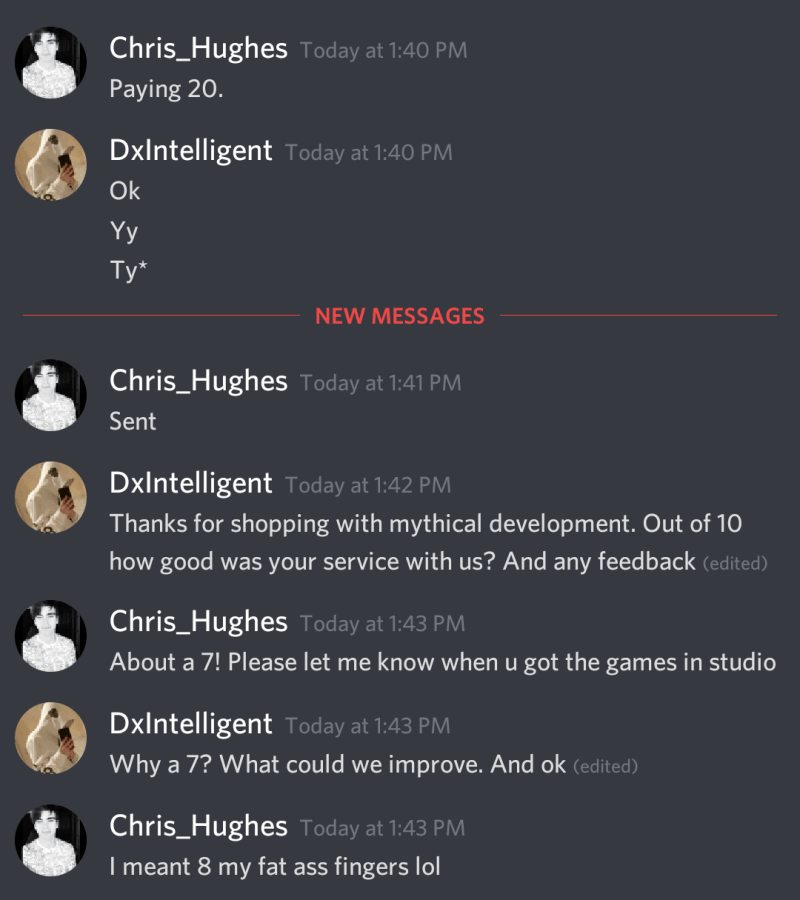 Chris_Hughes Today at 1:40 PM
Paying 20.
DxIntelligent Today at 1:40 PM
Ok
Yy
Ty*
NEW MESSAGES
Chris_Hughes Today at 1:41 PM
Sent
DxIntelligent Today at 1:42 PM
Thanks for shopping with mythical development. Out of 10
how good was your service with us? And any feedback (edited)
Chris_Hughes Today at 1:43 PM
About a 7! Please let me know when u got the games in studio
DxIntelligent Today at 1:43 PM
Why a 7? What could we improve. And ok (edited)
Chris_Hughes Today at 1:43 PM
I meant 8 my fat ass fingers lol